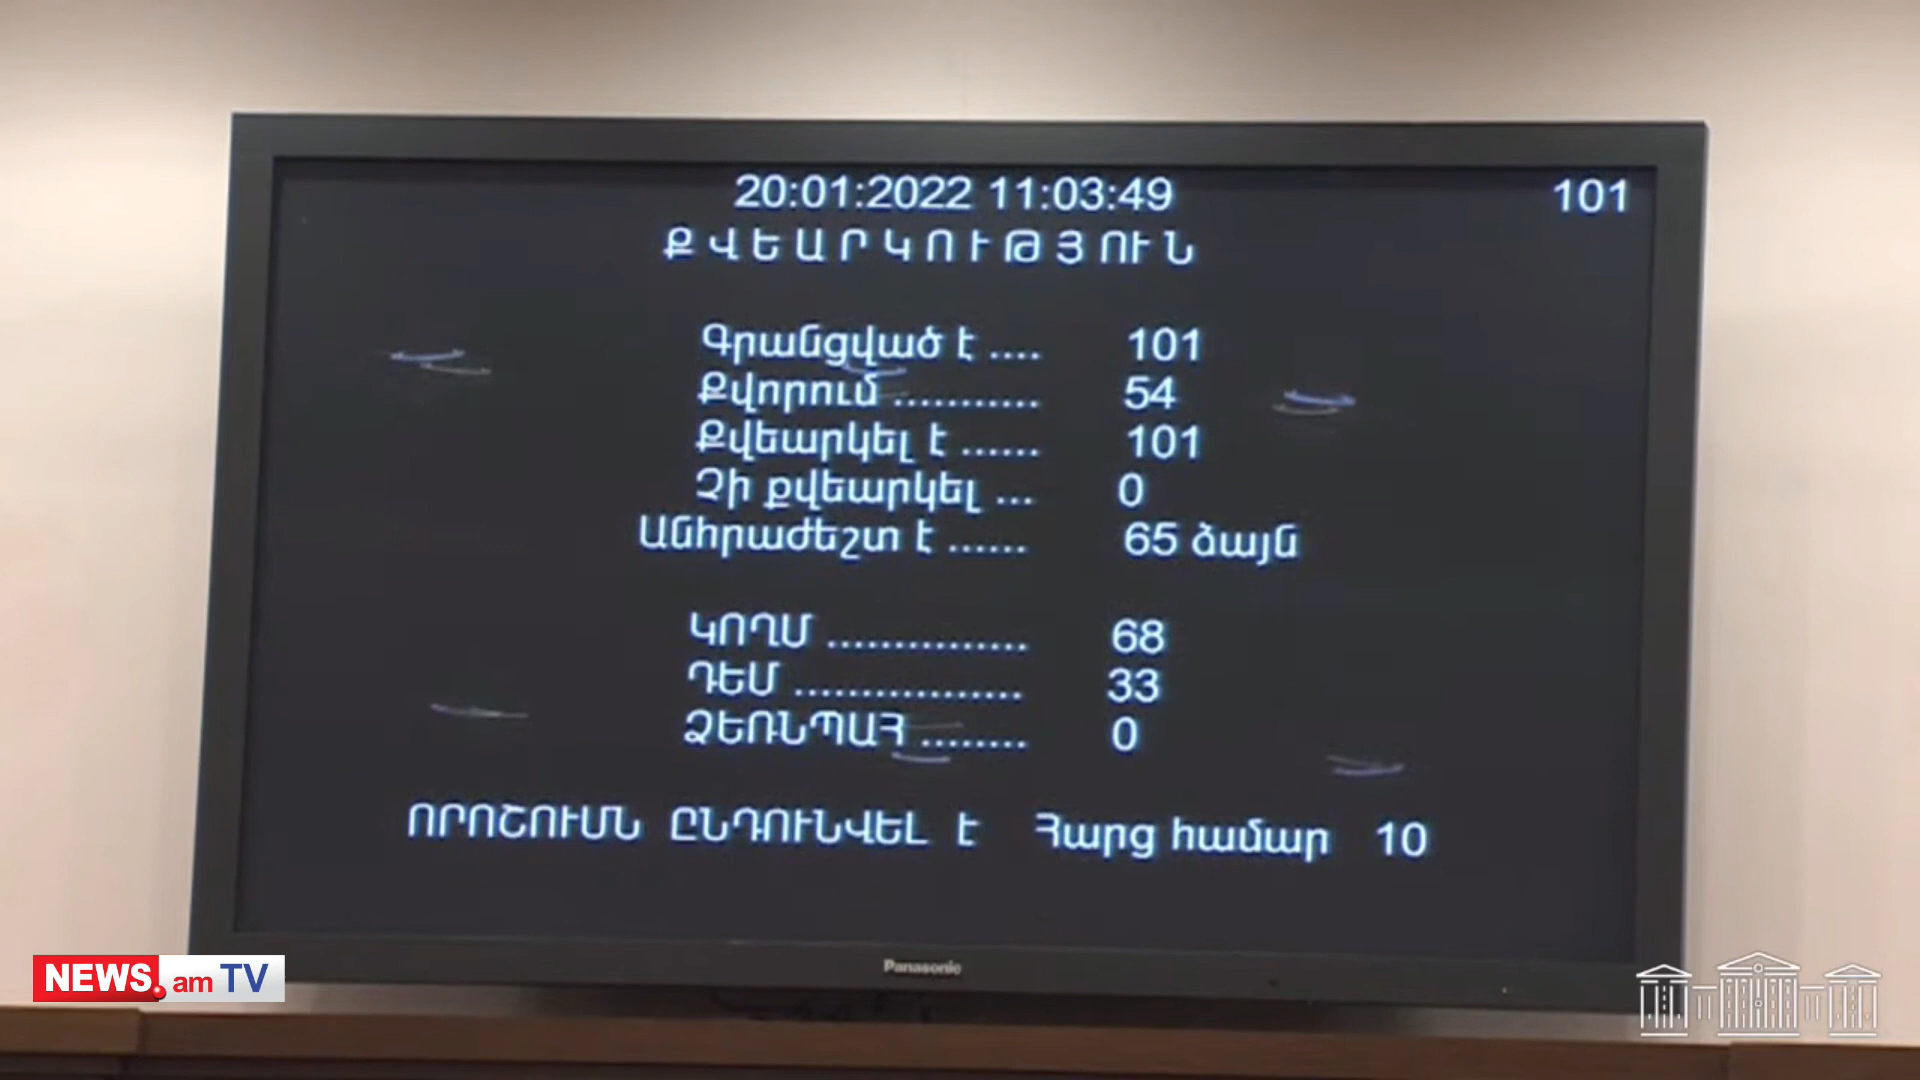 20:01:2022 11:03:49 101
ՔՎԵԱՐԿՈՒԹՅՈՒՆ
Գրանցված է .... 101
Քվորում ........... 54
Քվեարկել է ...... 101
Չի քվեարկել ... 0
Անհրաժեշտ է ...... 65 ձայն
ԿՈՂՄ ............... 68
ԴԵՄ ................. 33
ՁԵՌՆՊԱՀ ........ 0
ՈՐՈՇՈՒՄՆ ԸՆԴՈՒՆՎԵԼ է Հարց համար 10
Panasonic
NEWS.am TV